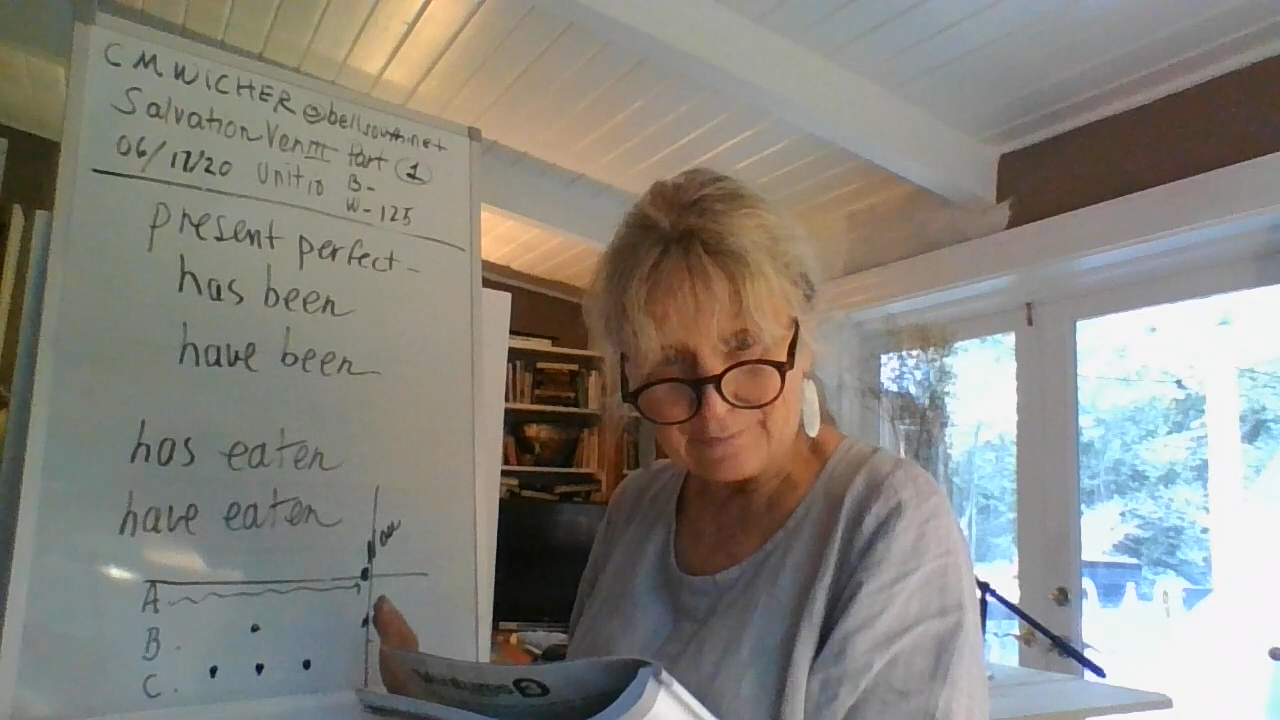 CMWICHER@bellsouth.net
Salvation Ven III Part 1
06/17/20 Unit 10 B-
W-125
present perfect-
has been
have been
has eaten
have eaten
Now
A
B.
C.